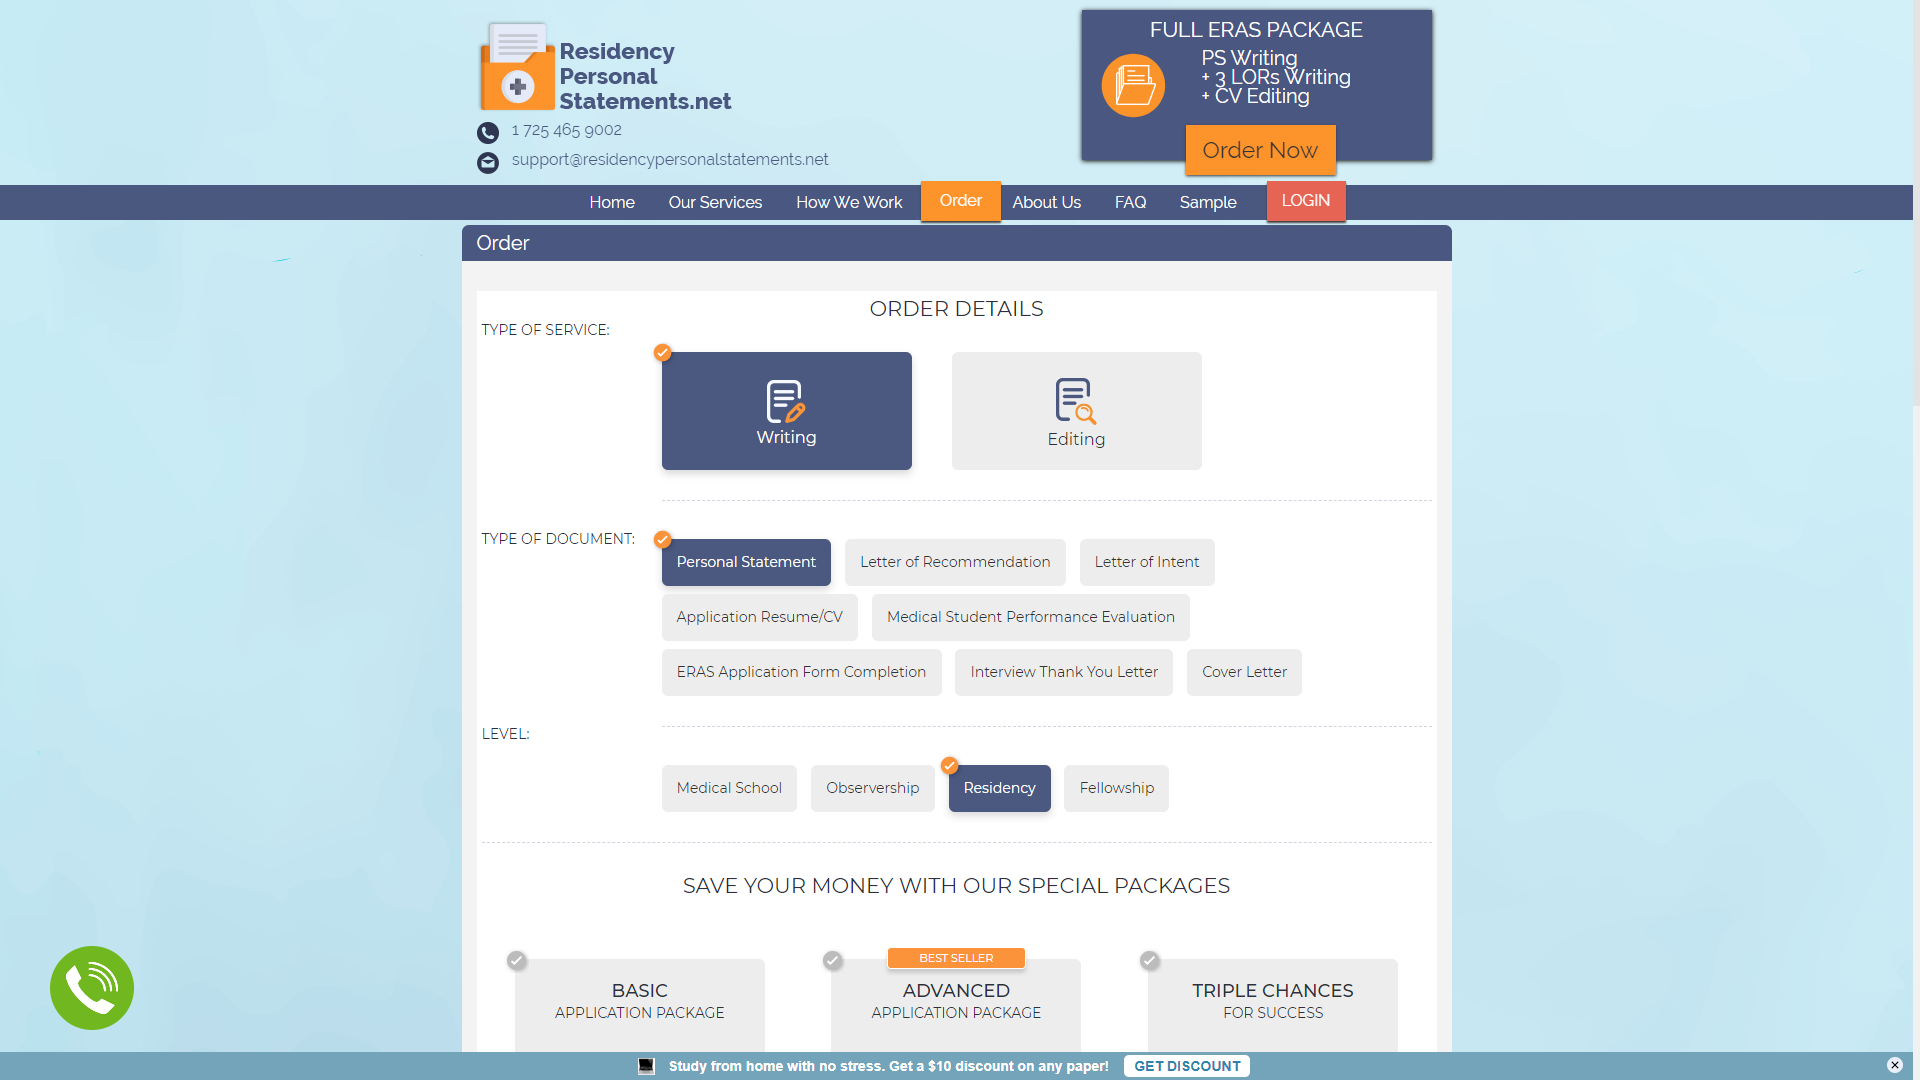 Residency
Personal
Statements.net
1 725 465 9002
support@residencypersonalstatements.net
FULL ERAS PACKAGE
PS Writing
+ 3 LORs Writing
+ CV Editing
Order Now
Home Our Services How We Work Order About Us FAQ Sample LOGIN
Order
ORDER DETAILS
TYPE OF SERVICE:
Writing Editing
TYPE OF DOCUMENT:
Personal Statement Letter of Recommendation Letter of Intent
Application Resume/CV Medical Student Performance Evaluation
ERAS Application Form Completion Interview Thank You Letter Cover Letter
LEVEL:
Medical School Observership Residency Fellowship
SAVE YOUR MONEY WITH OUR SPECIAL PACKAGES
BEST SELLER
BASIC ADVANCED TRIPLE CHANCES
APPLICATION PACKAGE APPLICATION PACKAGE FOR SUCCESS
Study from home with no stress. Get a $10 discount on any paper! GET DISCOUNT